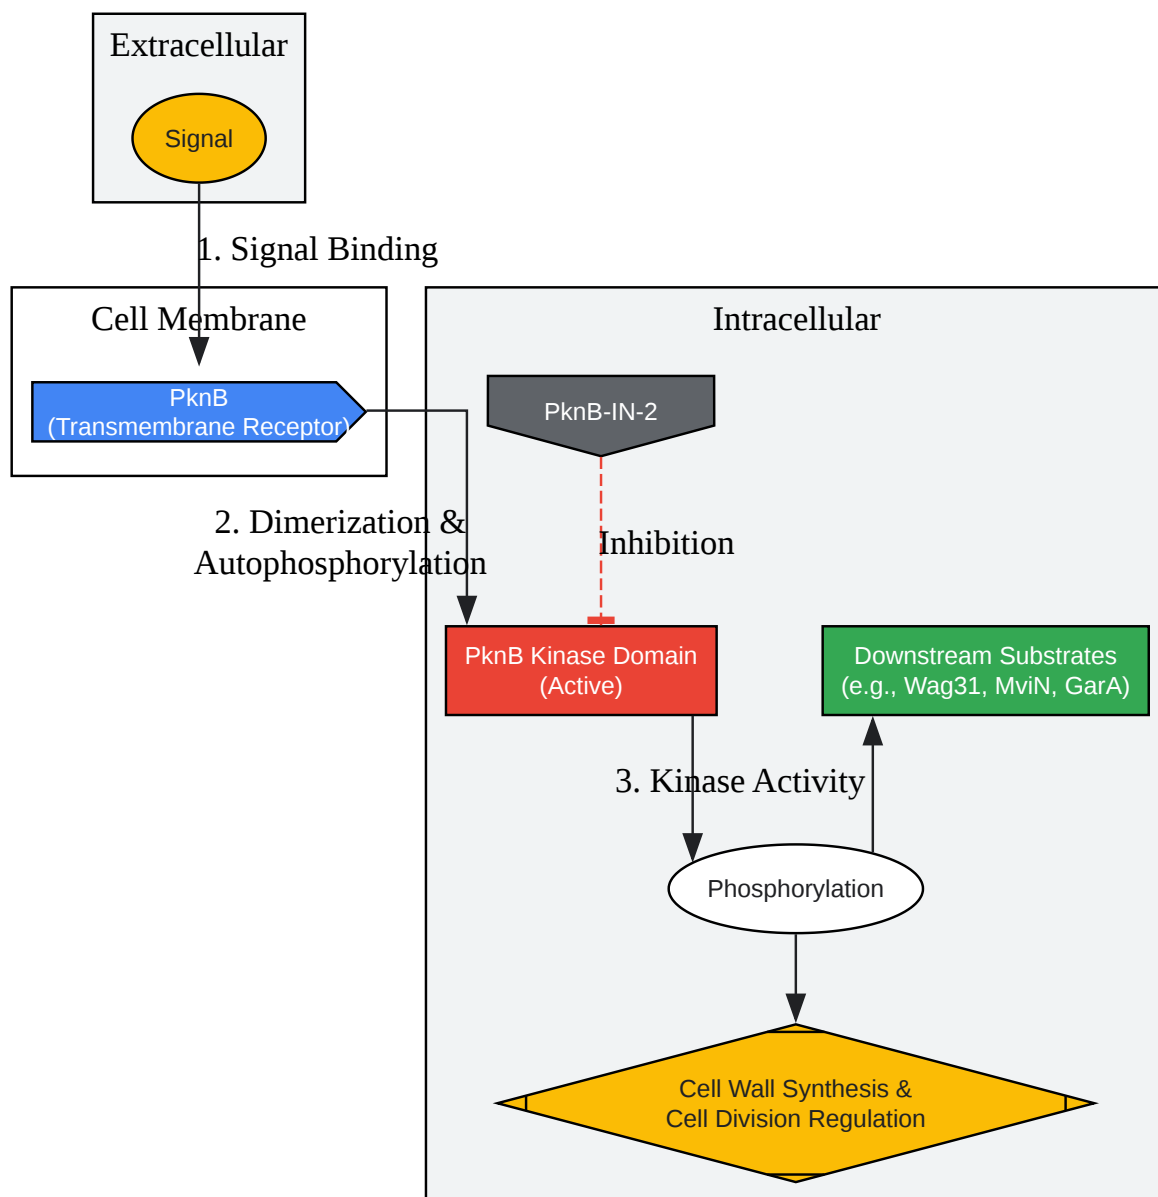 Extracellular
Signal
1. Signal Binding
Cell Membrane
PknB
(Transmembrane Receptor)
Intracellular
PknB-IN-2
2. Dimerization &
Autophosphorylation
Inhibition
PknB Kinase Domain
(Active)
Downstream Substrates
(e.g., Wag31, MviN, GarA)
3. Kinase Activity
Phosphorylation
Cell Wall Synthesis &
Cell Division Regulation